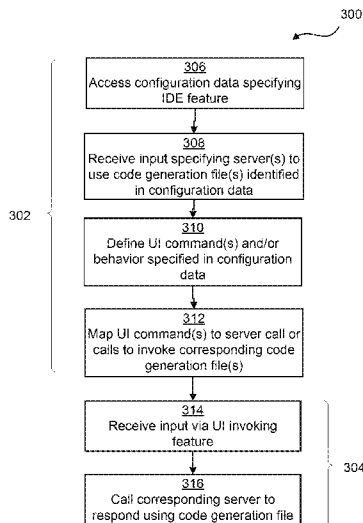 300
306
Access configuration data specifying
IDE feature
308
Receive input specifying server(s) to
use code generation file(s) identified
in configuration data
302
310
Define UI command(s) and/or
behavior specified in configuration
data
312
Map UI command(s) to server call or
calls to invoke corresponding code
generation file(s)
314
Receive input via UI invoking
feature
304
316
Call corresponding server to
respond using code generation file